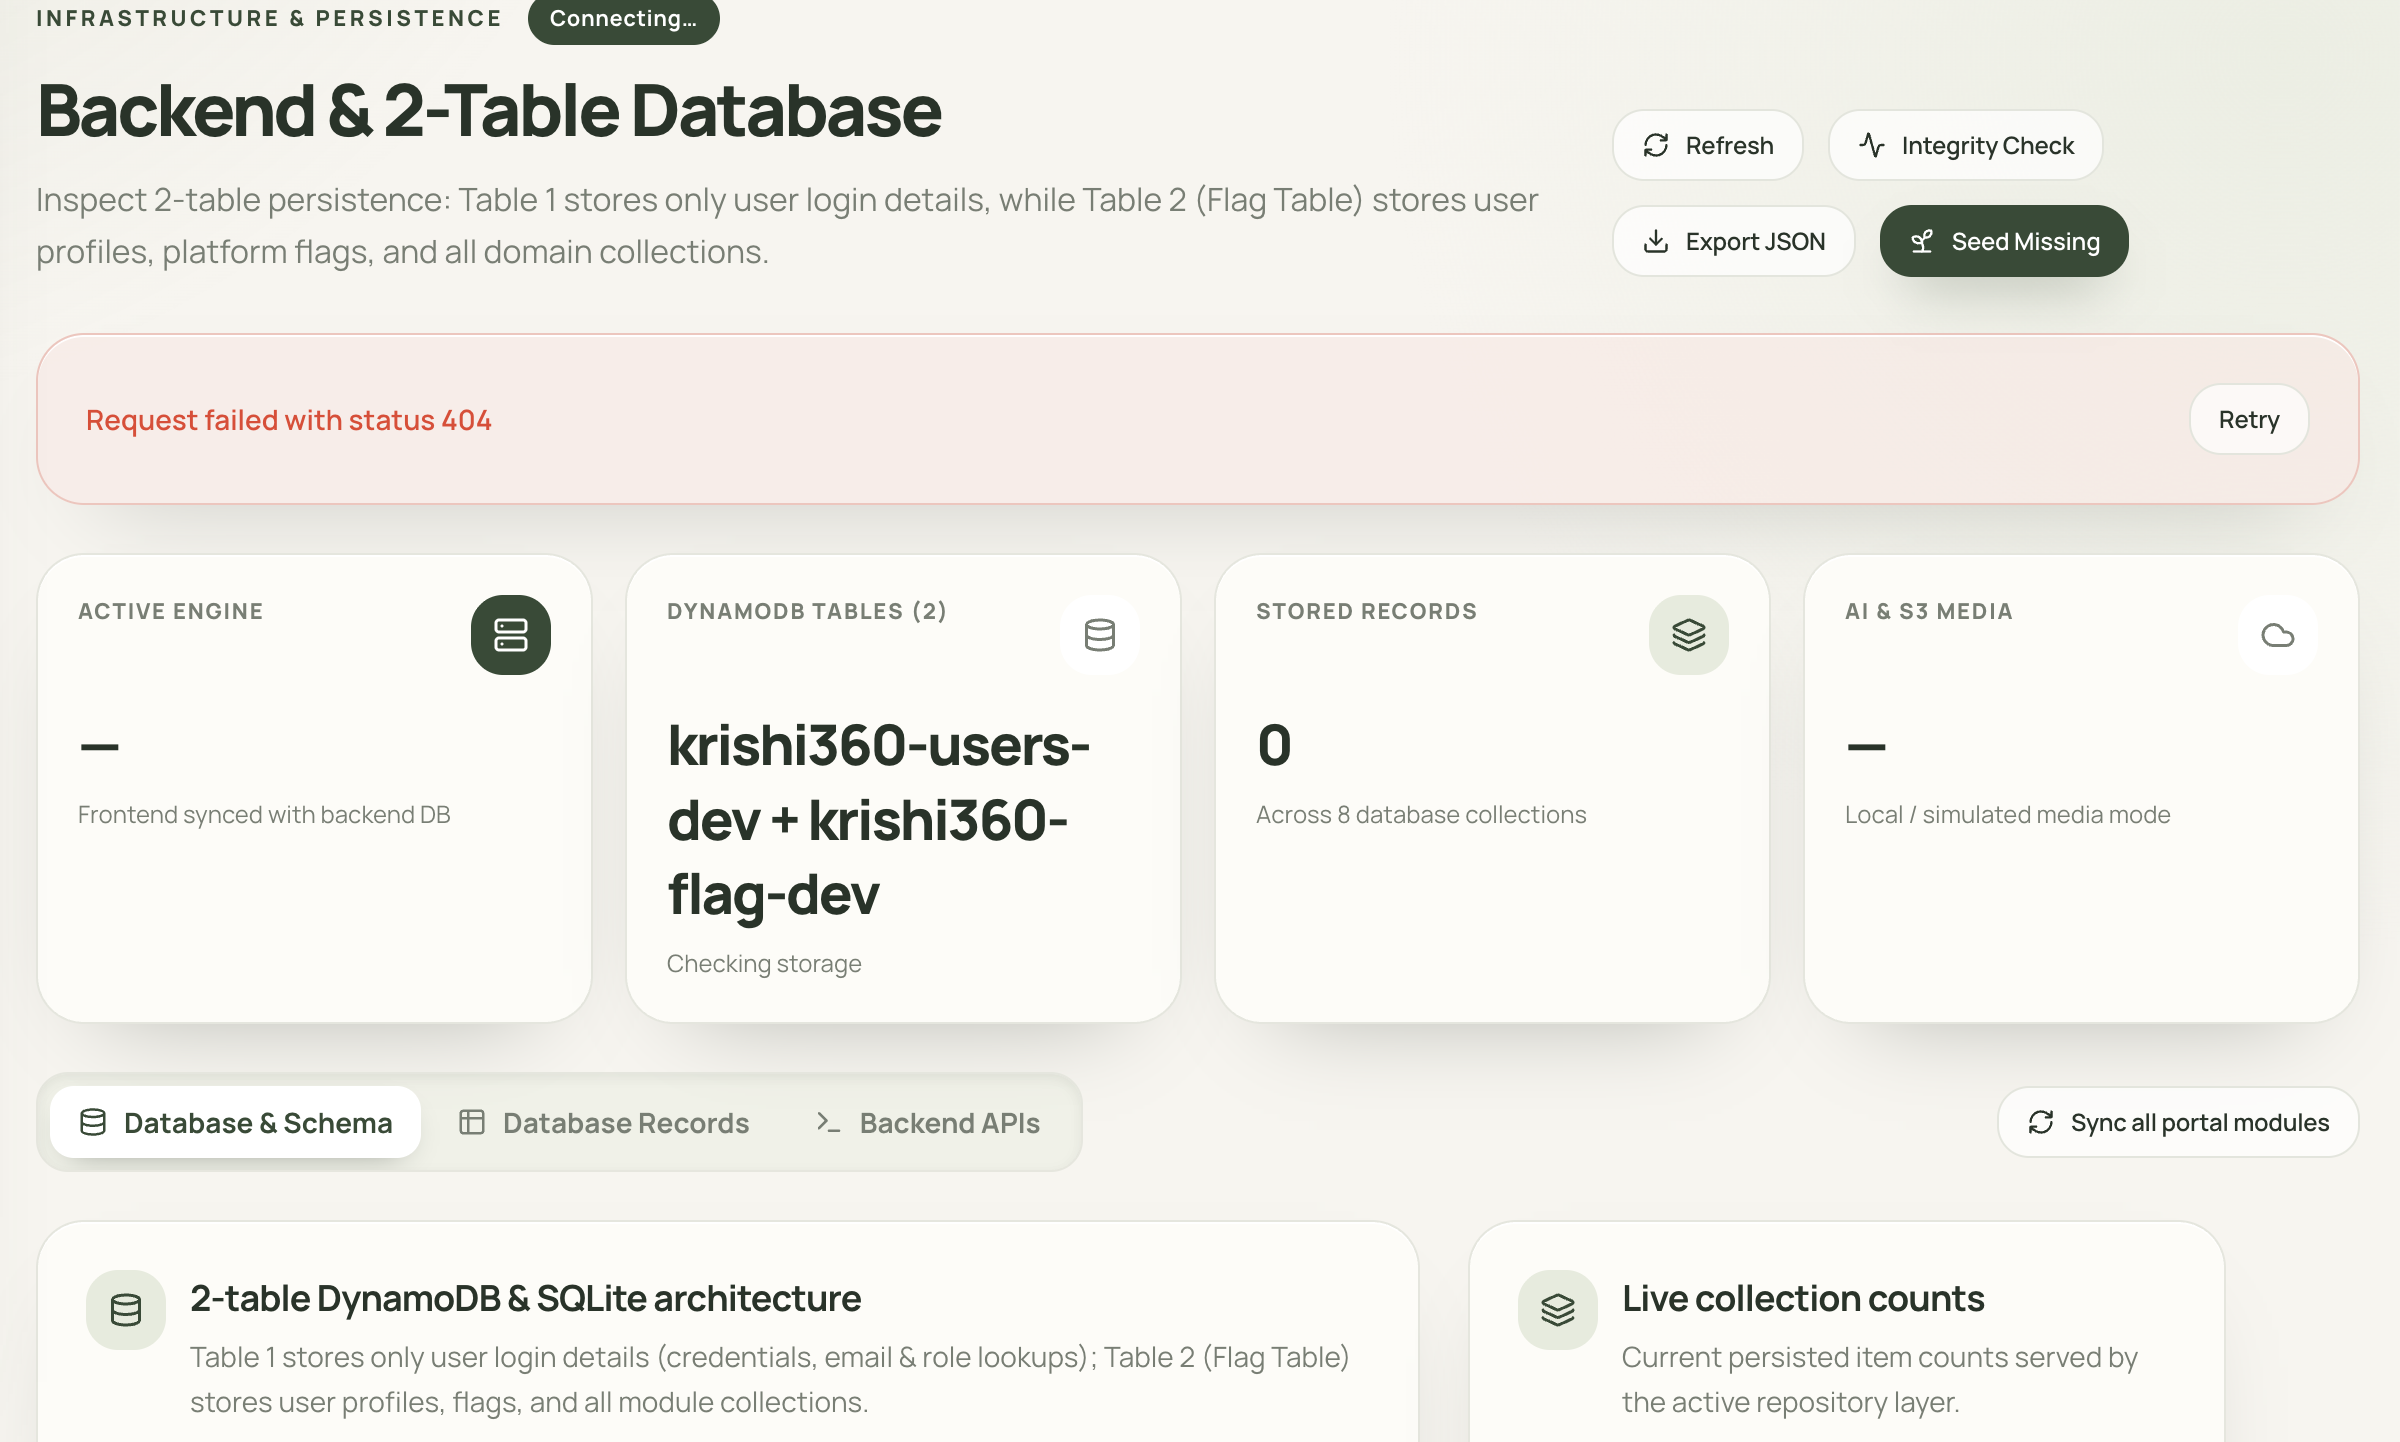 INFRASTRUCTURE & PERSISTENCE
Connecting…
Backend & 2-Table Database
Inspect 2-table persistence: Table 1 stores only user login details, while Table 2 (Flag Table) stores user
profiles, platform flags, and all domain collections.
Refresh
Integrity Check
Export JSON
Seed Missing
Request failed with status 404
Retry
ACTIVE ENGINE
—
Frontend synced with backend DB
DYNAMODB TABLES (2)
krishi360-users-
dev + krishi360-
flag-dev
Checking storage
STORED RECORDS
0
Across 8 database collections
AI & S3 MEDIA
—
Local / simulated media mode
Database & Schema
Database Records
Backend APIs
Sync all portal modules
2-table DynamoDB & SQLite architecture
Table 1 stores only user login details (credentials, email & role lookups); Table 2 (Flag Table)
stores user profiles, flags, and all module collections.
Live collection counts
Current persisted item counts served by
the active repository layer.